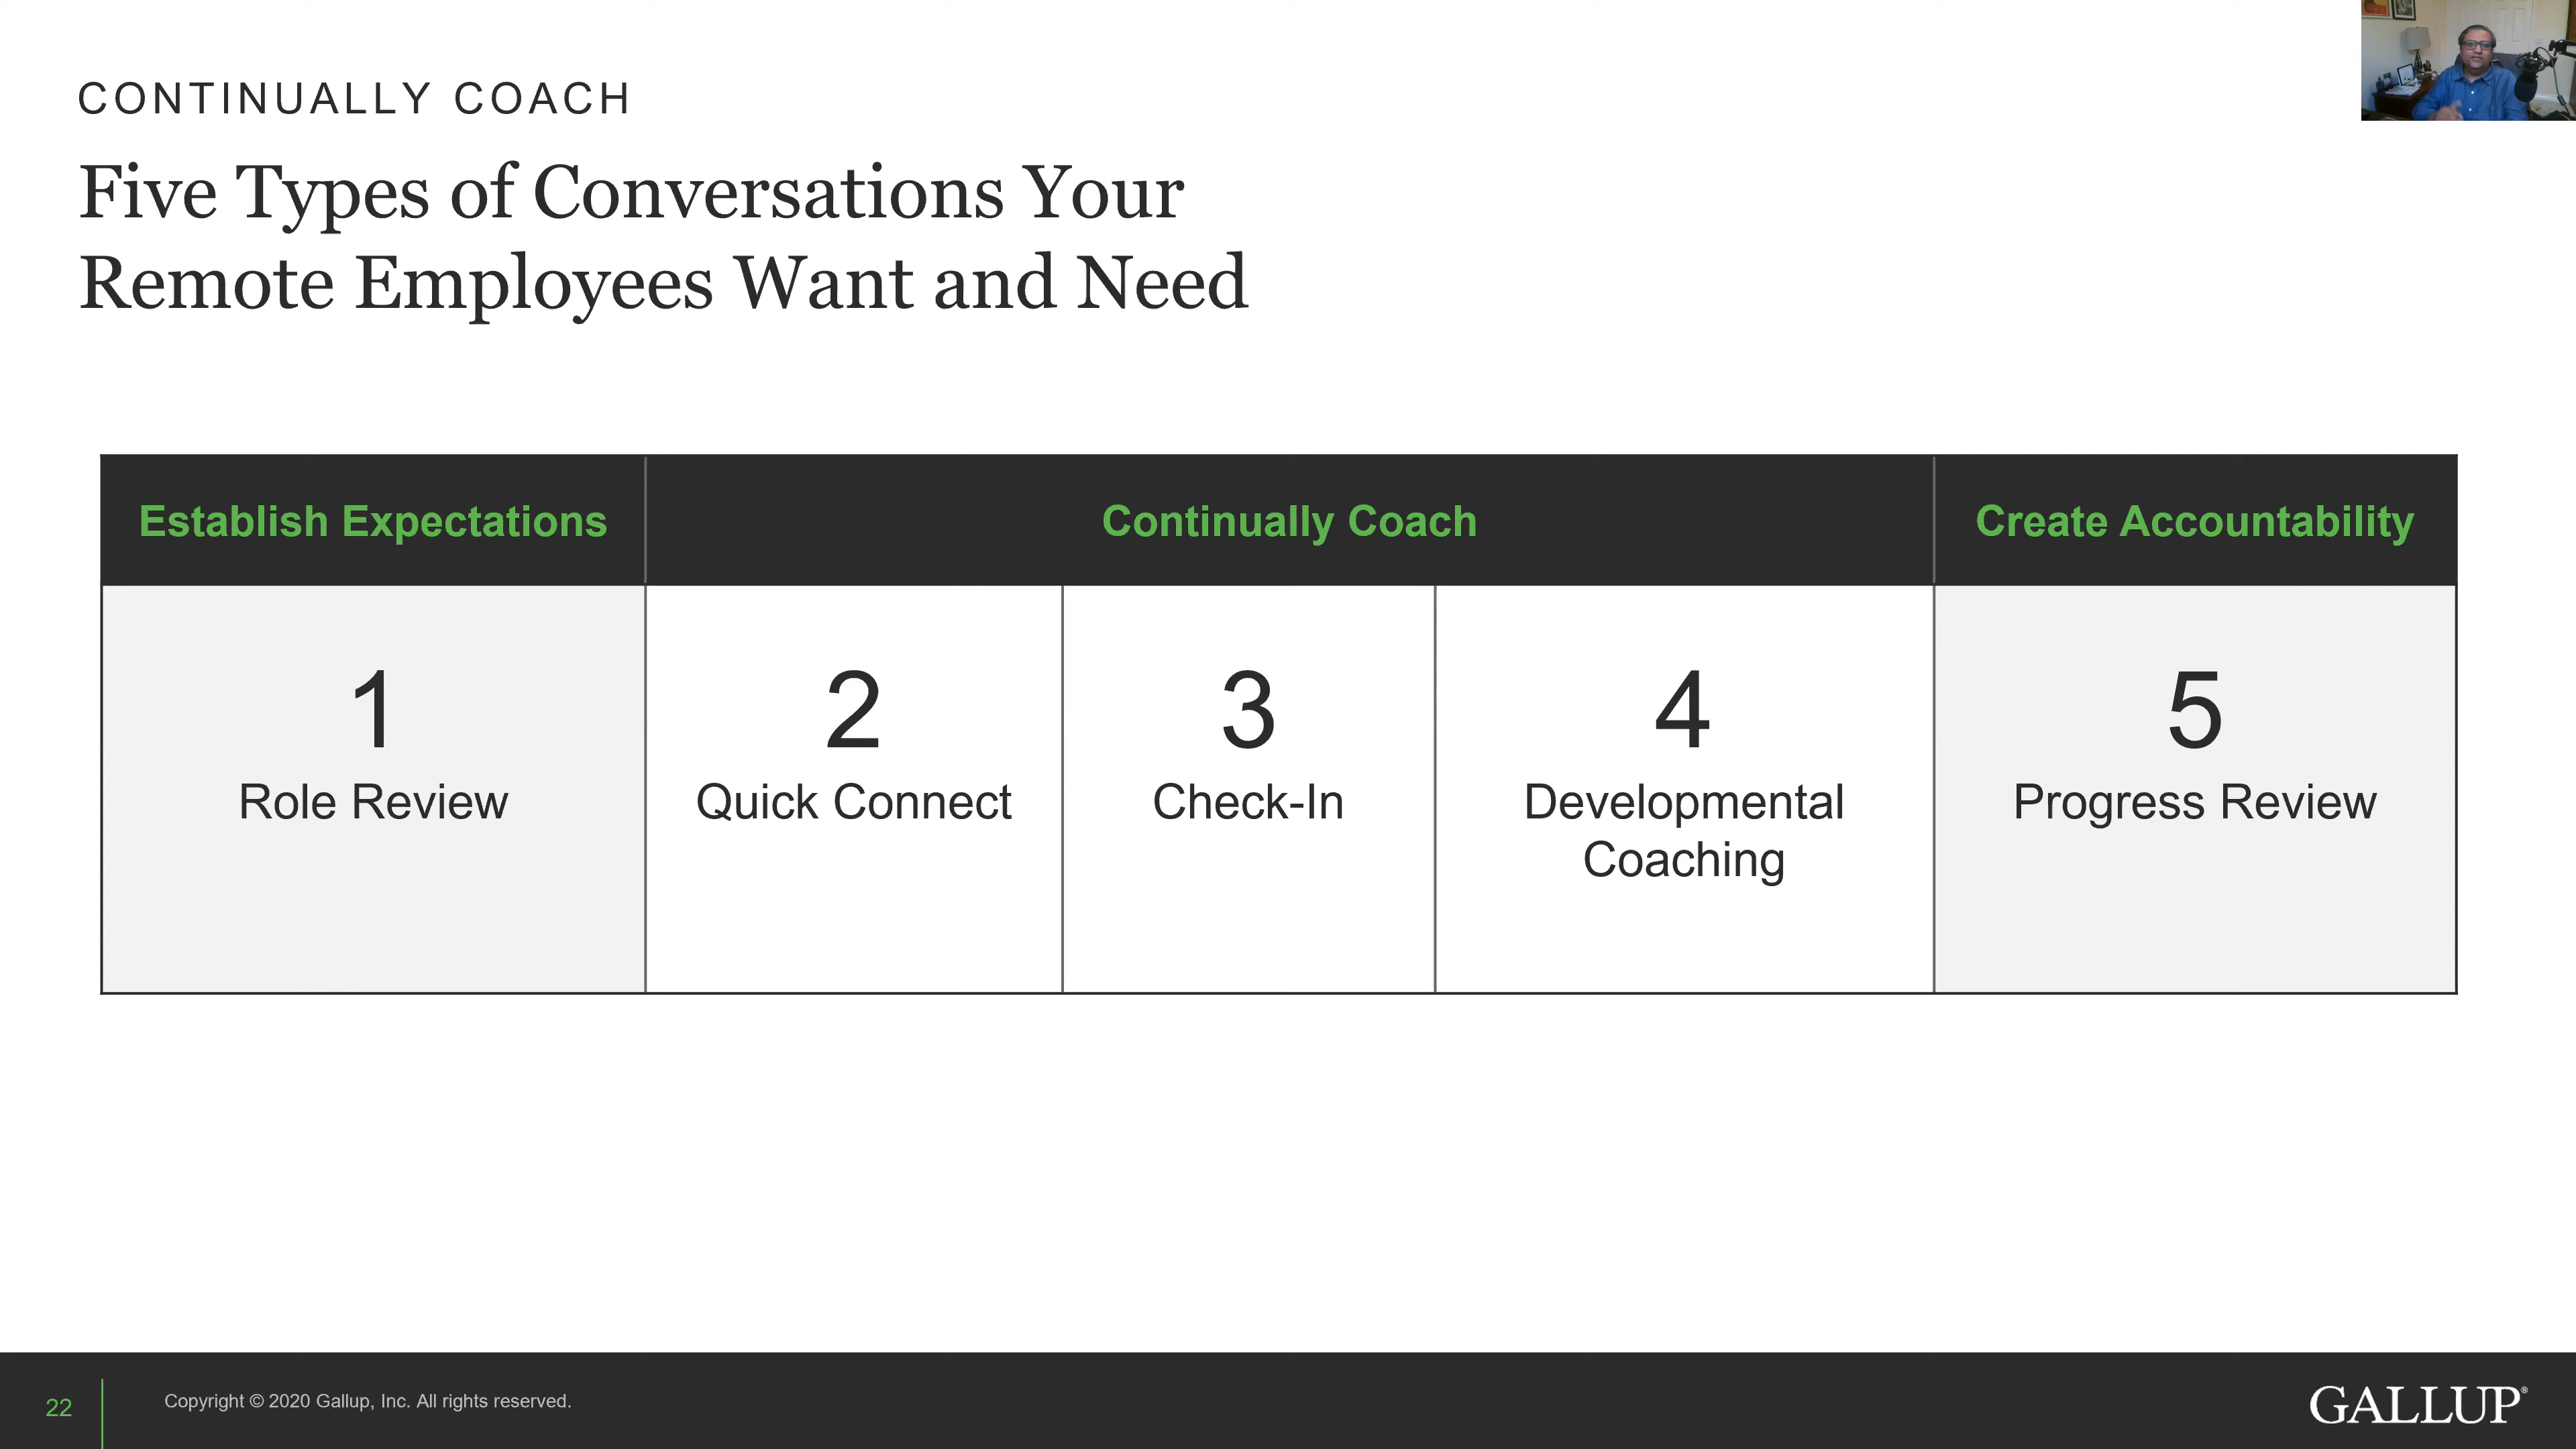 CONTINUALLY COACH
Five Types of Conversations Your
Remote Employees Want and Need
Establish Expectations
Continually Coach
Create Accountability
1
Role Review
2
Quick Connect
3
Check-In
4
Developmental
Coaching
5
Progress Review
22
Copyright © 2020 Gallup, Inc. All rights reserved.
GALLUP®